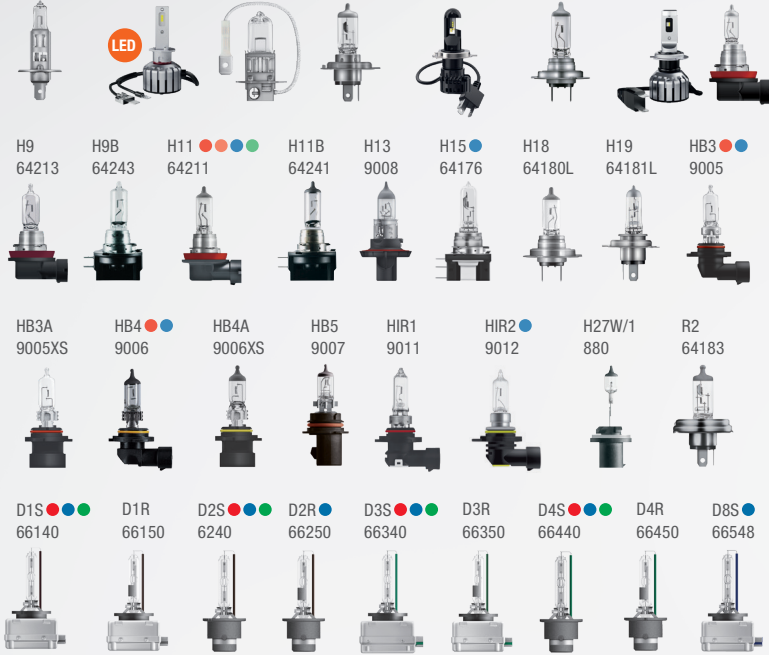 LED
H9 H9B H11 H11B H13 H15 H18 H19 HB3
64213 64243 64211 64241 9008 64176 64180L 64181L 9005
HB3A HB4 HB4A HB5 HIR1 HIR2 H27W/1 R2
9005XS 9006 9006XS 9007 9011 9012 880 64183
D1S D1R D2S D2R D3S D3R D4S D4R D8S
66140 66150 6240 66250 66340 66350 66440 66450 66548